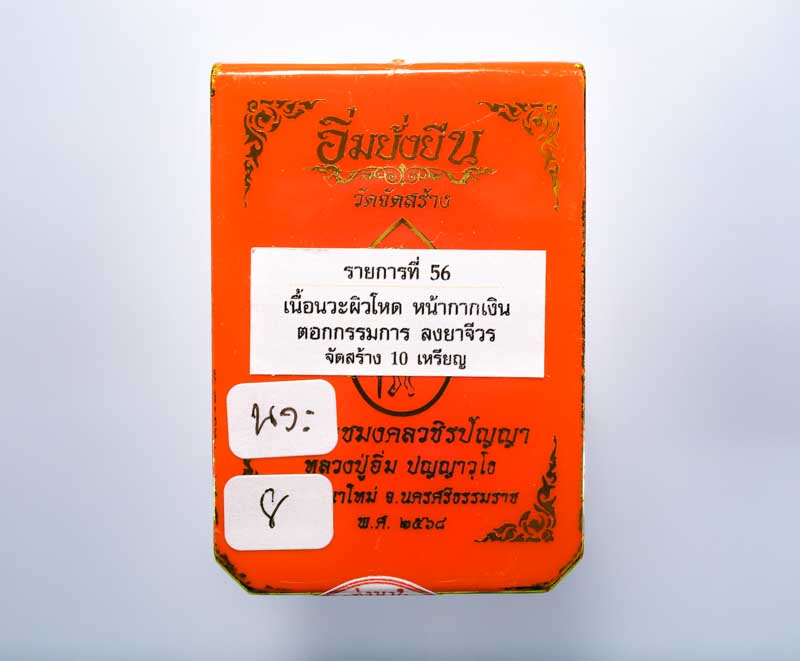 อิ่มยั่งยืน
วัดจัดสร้าง
รายการที่ 56
เนื้อนวะผิวโหด หน้ากากเงิน
ตอกกรรมการ ลงยาจีวร
จัดสร้าง 10 เหรียญ
นวะ
ชมงคลวชิรปัญญา
หลวงปู่อิ่ม ปญฺญาวุโธ
าใหม่ จ.นครศรีธรรมราช
8
พ.ศ. ๒๕๖๘